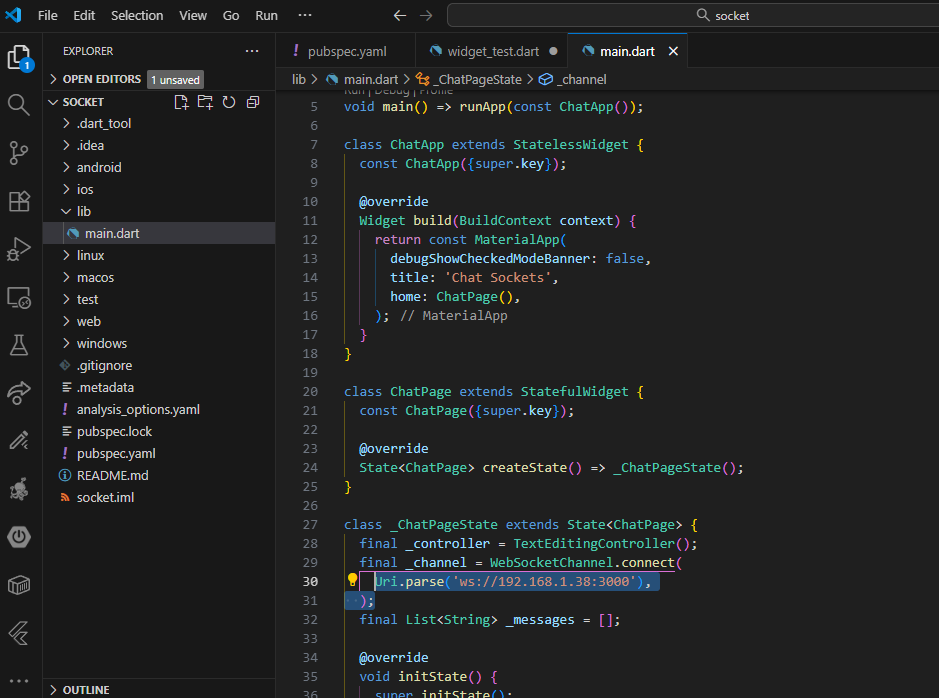 File Edit Selection View Go Run ··· ← → socket
EXPLORER ···
OPEN EDITORS 1 unsaved
SOCKET
.dart_tool
.idea
android
ios
lib
main.dart
linux
macos
test
web
windows
.gitignore
.metadata
! analysis_options.yaml
pubspec.lock
! pubspec.yaml
README.md
socket.iml
OUTLINE
1
! pubspec.yaml widget_test.dart ● main.dart ×
lib > main.dart > _ChatPageState > _channel
Run | Debug | Profile
5 void main() => runApp(const ChatApp());
6
7 class ChatApp extends StatelessWidget {
8 const ChatApp({super.key});
9
10 @override
11 Widget build(BuildContext context) {
12 return const MaterialApp(
13 debugShowCheckedModeBanner: false,
14 title: 'Chat Sockets',
15 home: ChatPage(),
16 ); // MaterialApp
17 }
18 }
19
20 class ChatPage extends StatefulWidget {
21 const ChatPage({super.key});
22
23 @override
24 State<ChatPage> createState() => _ChatPageState();
25 }
26
27 class _ChatPageState extends State<ChatPage> {
28 final _controller = TextEditingController();
29 final _channel = WebSocketChannel.connect(
30 Uri.parse('ws://192.168.1.38:3000'),
31 );
32 final List<String> _messages = [];
33
34 @override
35 void initState() {
36 super.initState();